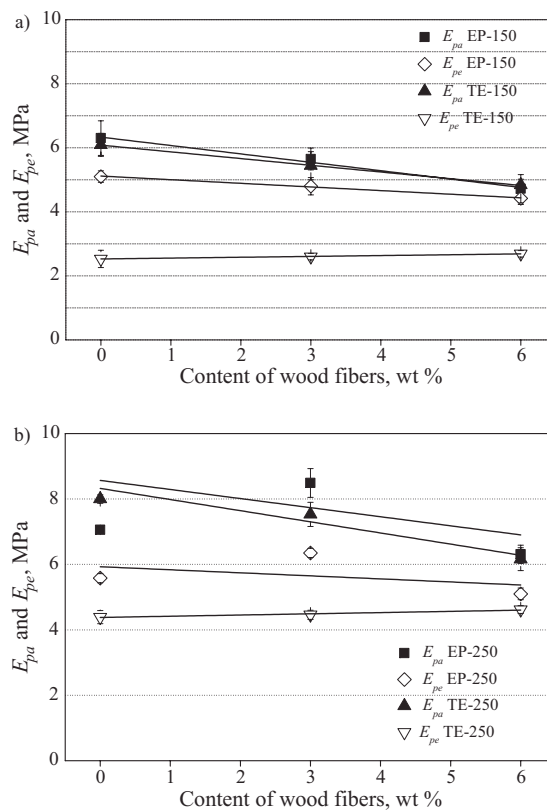 a)
10
8
6
4
2
0
E_pa and E_pe, MPa
E_pa EP-150
E_pe EP-150
E_pa TE-150
E_pe TE-150
0 1 2 3 4 5 6
Content of wood fibers, wt %
b)
10
8
6
4
2
0
E_pa and E_pe, MPa
E_pa EP-250
E_pe EP-250
E_pa TE-250
E_pe TE-250
0 1 2 3 4 5 6
Content of wood fibers, wt %